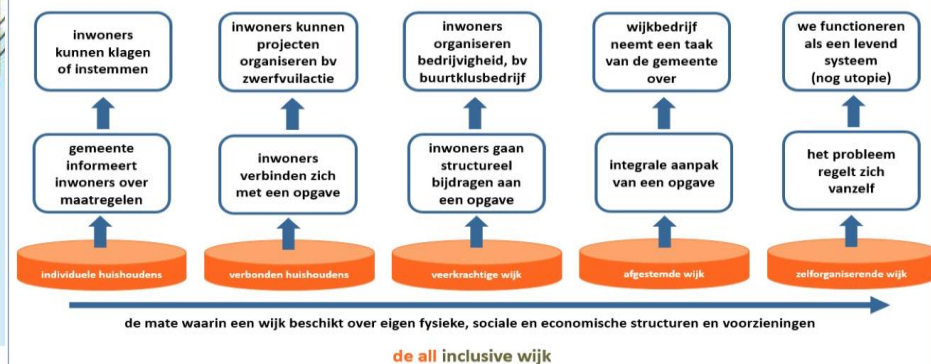 inwoners
kunnen klagen
of instemmen
inwoners kunnen
projecten
organiseren bv
zwerfvuilactie
inwoners
organiseren
bedrijvigheid, bv
buurtklusbedrijf
wijkbedrijf
neemt een taak
van de gemeente
over
we functioneren
als een levend
systeem
(nog utopie)
gemeente
informeert
inwoners over
maatregelen
inwoners
verbinden zich
met een opgave
inwoners gaan
structureel
bijdragen aan
een opgave
integrale aanpak
van een opgave
het probleem
regelt zich
vanzelf
individuele huishoudens
verbonden huishoudens
veerkrachtige wijk
afgestemde wijk
zelforganiserende wijk
de mate waarin een wijk beschikt over eigen fysieke, sociale en economische structuren en voorzieningen
de all inclusive wijk